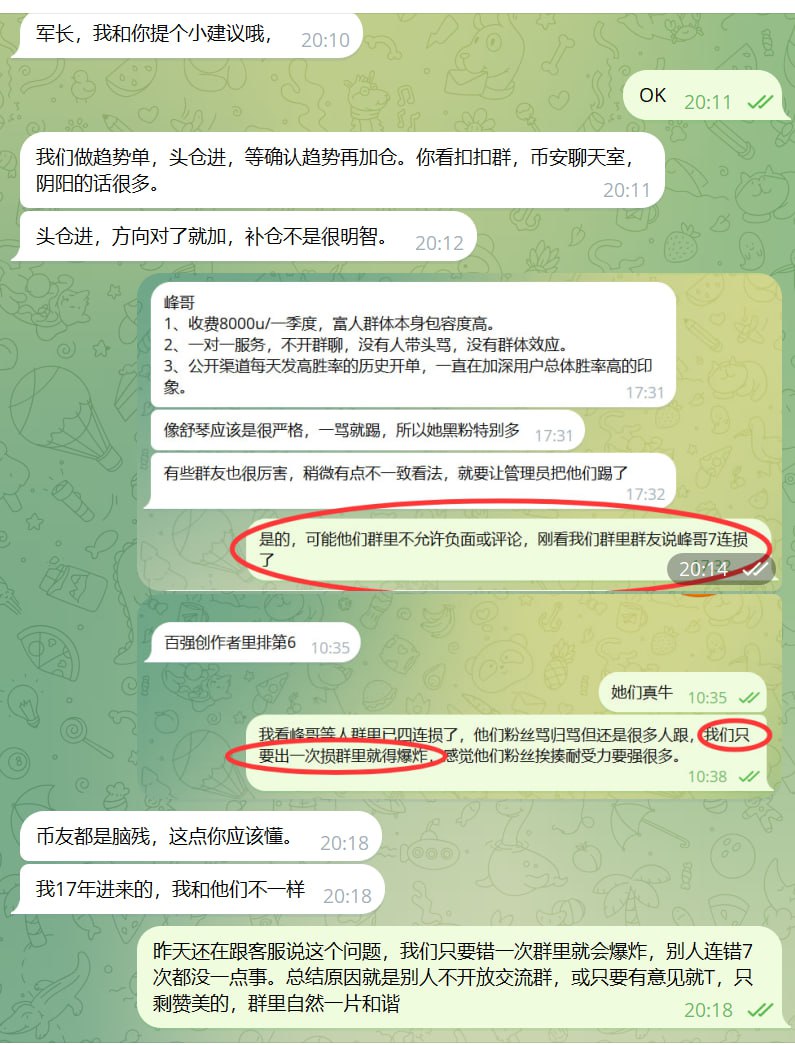 军长，我和你提个小建议哦， 20:10
OK 20:11
我们做趋势单，头仓进，等确认趋势再加仓。你看扣扣群，币安聊天室，
阴阳的话很多。 20:11
头仓进，方向对了就加，补仓不是很明智。 20:12
峰哥
1、收费8000u/一季度，富人群体本身包容度高。
2、一对一服务，不开群聊，没有人带头骂，没有群体效应。
3、公开渠道每天发高胜率的历史开单，一直在加深用户总体胜率高的印
象。 17:31
像舒琴应该是很严格，一骂就踢，所以她黑粉特别多 17:31
有些群友也很厉害，稍微有点不一致看法，就要让管理员把他们踢了
17:32
是的，可能他们群里不允许负面或评论，刚看我们群里群友说峰哥7连损
了
20:14
百强创作者里排第6 10:35
她们真牛 10:35
我看峰哥等人群里已四连损了，他们粉丝骂归骂但还是很多人跟，我们只
要出一次损群里就得爆炸，感觉他们粉丝挨揍耐受力要强很多。
10:38
币友都是脑残，这点你应该懂。 20:18
我17年进来的，我和他们不一样 20:18
昨天还在跟客服说这个问题，我们只要错一次群里就会爆炸，别人连错7
次都没一点事。总结原因就是别人不开放交流群，或只要有意见就T，只
剩赞美的，群里自然一片和谐 20:18